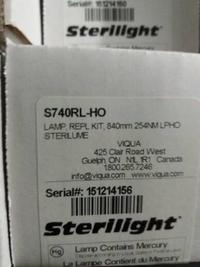 Serial#: 151214160
Sterilight
S740RL-HO
LAMP, REPL KIT, 840mm 254NM LPHO
STERILUME
VIQUA
425 Clair Road West
Guelph, ON N1L 1R1 Canada
1.800.265.7246
info@viqua.com www.viqua.com
Serial#: 151214156
Sterilight
Hg
Lamp Contains Mercury
La Lampe Contient du Mercure